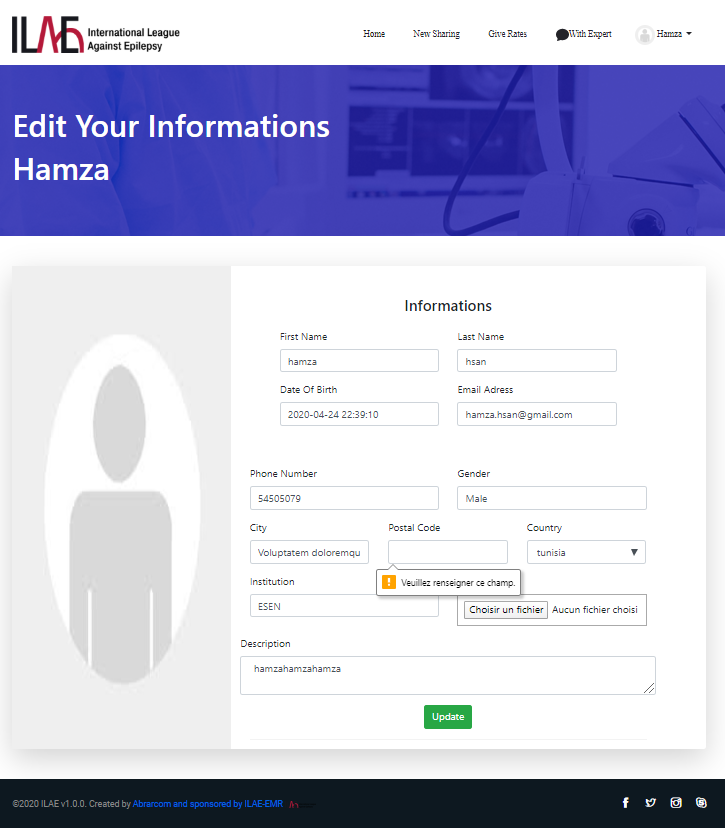 ILAE International League
Against Epilepsy
Home New Sharing Give Rates With Expert Hamza
Edit Your Informations
Hamza
Informations
First Name Last Name
hamza hsan
Date Of Birth Email Adress
2020-04-24 22:39:10 hamza.hsan@gmail.com
Phone Number Gender
54505079 Male
City Postal Code Country
Voluptatem doloremqu tunisia
Veuillez renseigner ce champ.
Institution
ESEN Choisir un fichier Aucun fichier choisi
Description
hamzahamzahamza
Update
©2020 ILAE v1.0.0. Created by Abrarcom and sponsored by ILAE-EMR